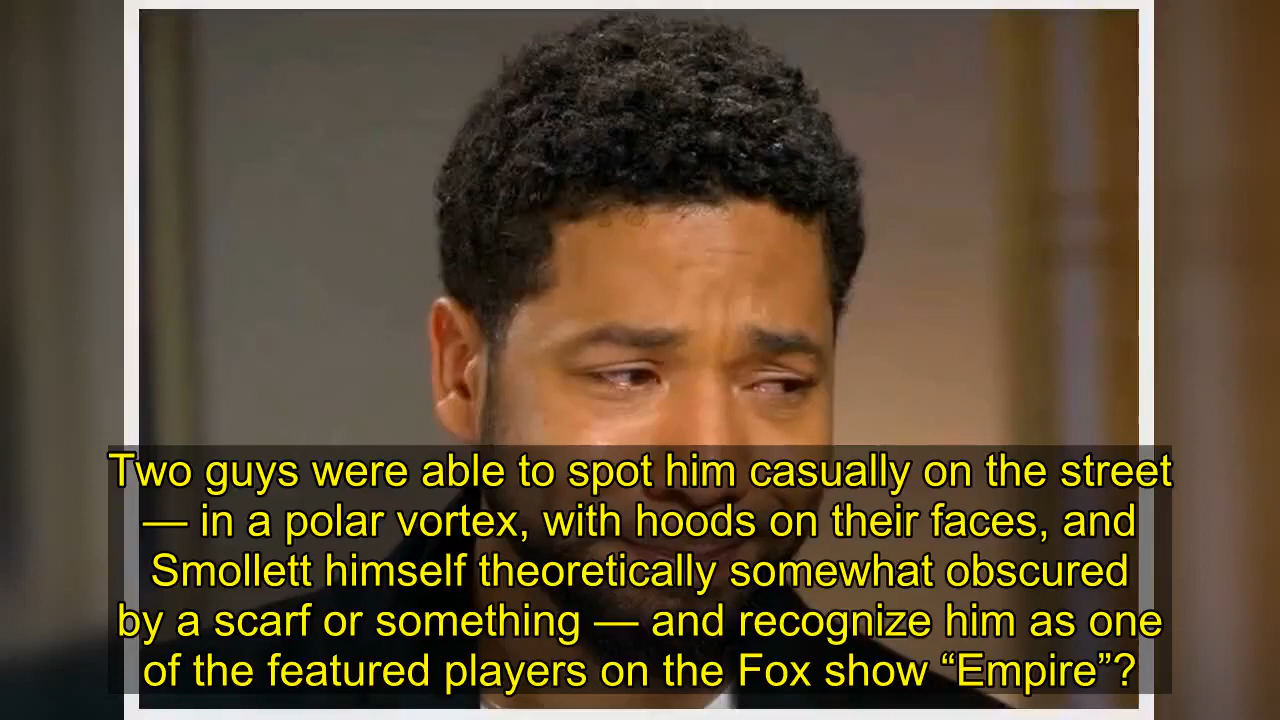 Two guys were able to spot him casually on the street
— in a polar vortex, with hoods on their faces, and
Smollett himself theoretically somewhat obscured
by a scarf or something — and recognize him as one
of the featured players on the Fox show “Empire”?